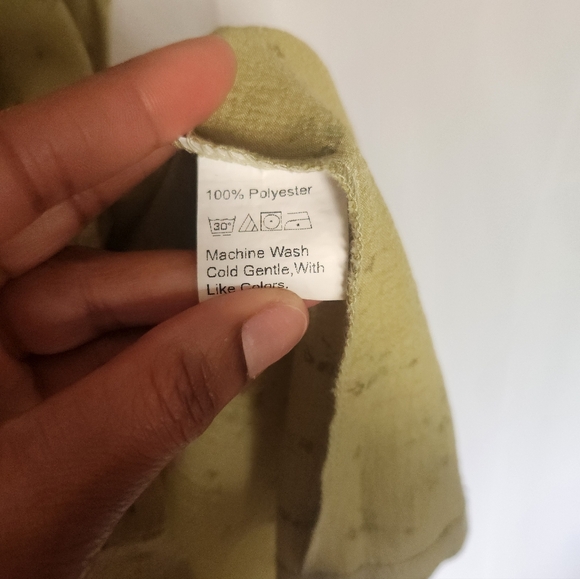 100% Polyester
30°
Machine Wash
Cold Gentle,With
Like Colors.